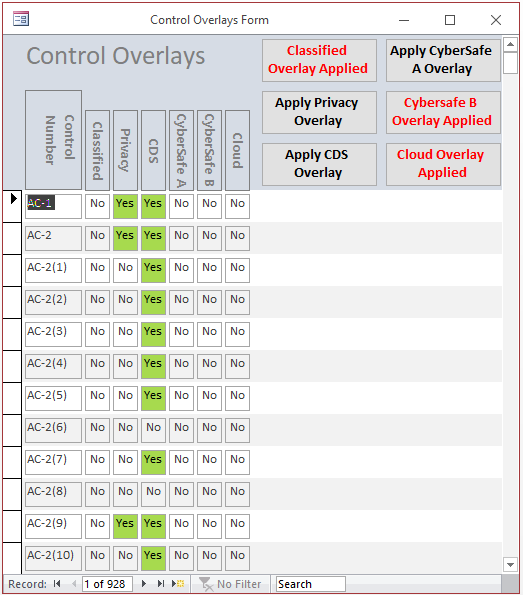 Control Overlays Form
Control Overlays
Classified
Overlay Applied
Apply CyberSafe
A Overlay
Apply Privacy
Overlay
Cybersafe B
Overlay Applied
Apply CDS
Overlay
Cloud Overlay
Applied
Control
Number
Classified
Privacy
CDS
CyberSafe A
CyberSafe B
Cloud
AC-1 No Yes Yes No No No
AC-2 No Yes Yes No No No
AC-2(1) No No Yes No No No
AC-2(2) No No Yes No No No
AC-2(3) No No Yes No No No
AC-2(4) No No Yes No No No
AC-2(5) No No Yes No No No
AC-2(6) No No No No No No
AC-2(7) No No Yes No No No
AC-2(8) No No No No No No
AC-2(9) No Yes Yes No No No
AC-2(10) No No Yes No No No
Record: 1 of 928 No Filter Search